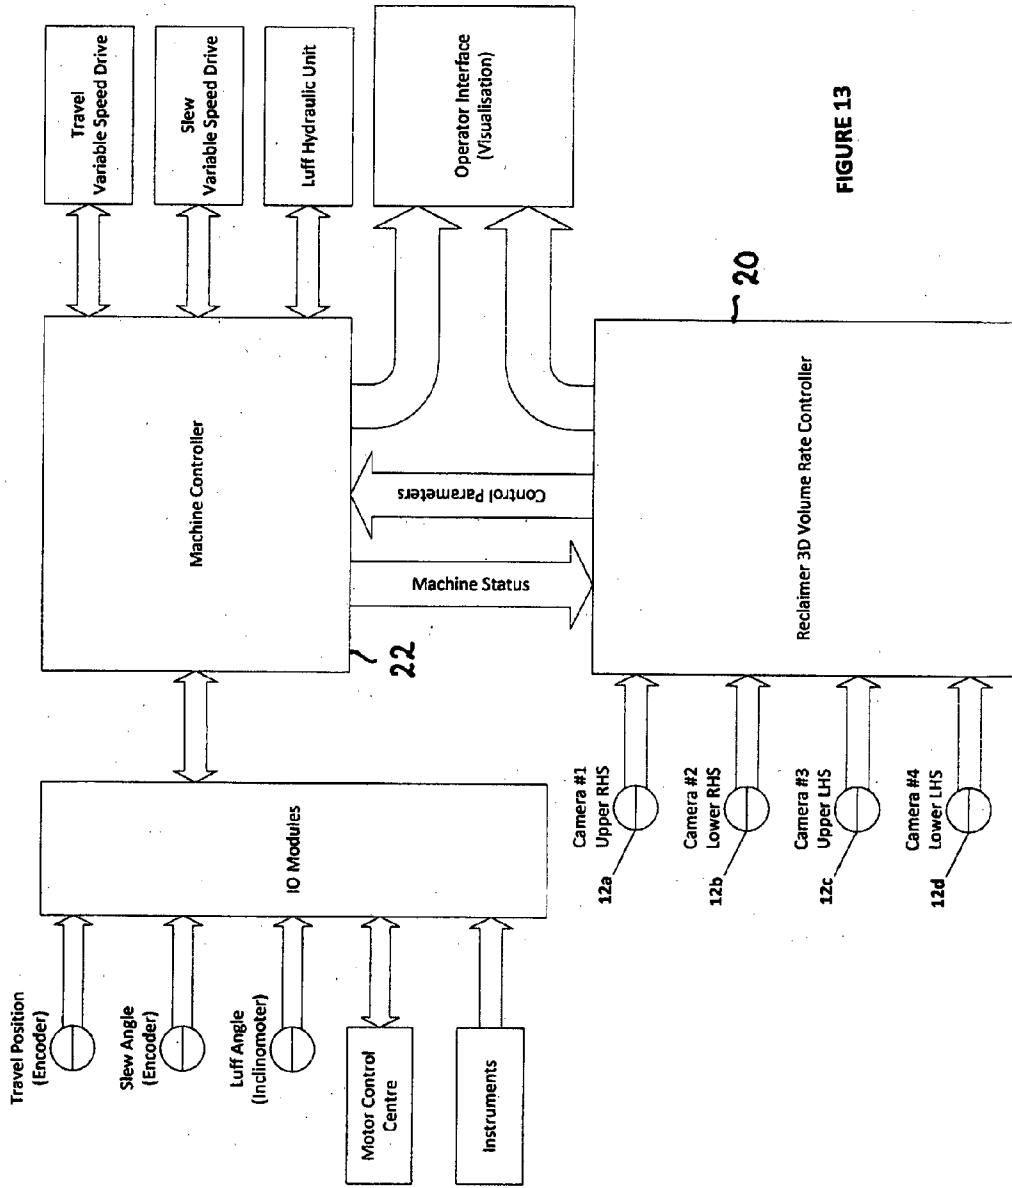 Travel Position
(Encoder)
Slew Angle
(Encoder)
Luff Angle
(Inclinomoter)
Motor Control
Centre
Instruments
IO Modules
Machine Controller
22
Travel
Variable Speed Drive
Slew
Variable Speed Drive
Luff Hydraulic Unit
Operator Interface
(Visualisation)
Machine Status
Control Parameters
Camera #1
Upper RHS
12a
Camera #2
Lower RHS
12b
Camera #3
Upper LHS
12c
Camera #4
Lower LHS
12d
Reclaimer 3D Volume Rate Controller
20
FIGURE 13